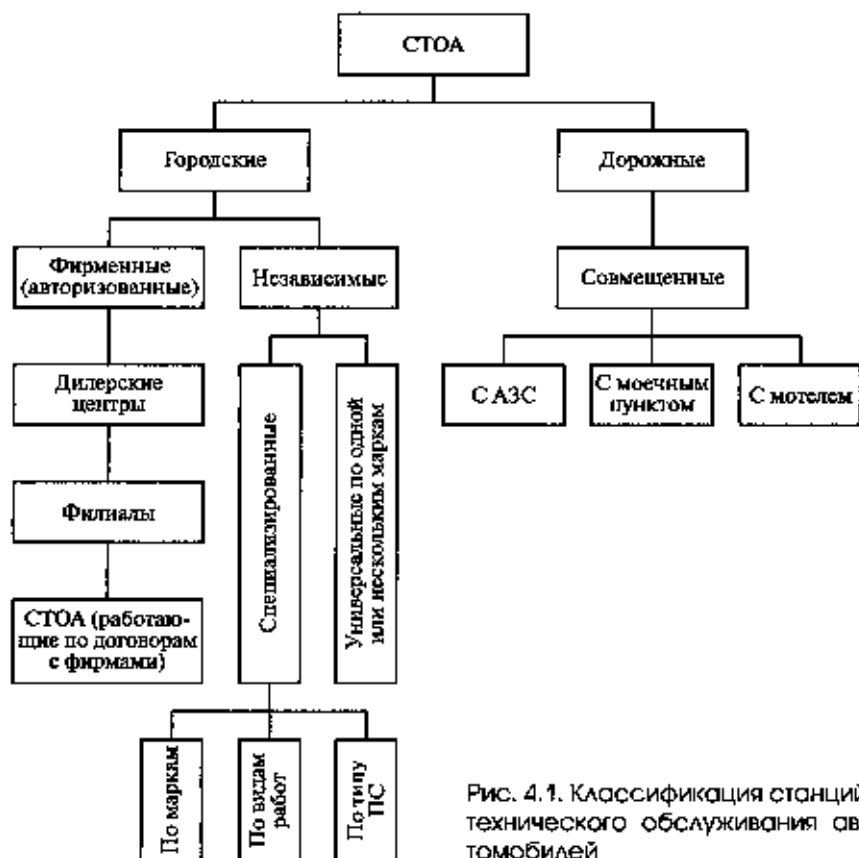 СТОА
Городские
Дорожные
Фирменные
(авторизованные)
Независимые
Совмещенные
Дилерские
центры
Специализированные
Универсальные по одной
или нескольким маркам
С АЗС
С моечным
пунктом
С мотелем
Филиалы
СТОА (работаю-
щие по договорам
с фирмами)
По маркам
По видам
работ
По типу
ПС
Рис. 4.1. Классификация станций
технического обслуживания ав
томобилей